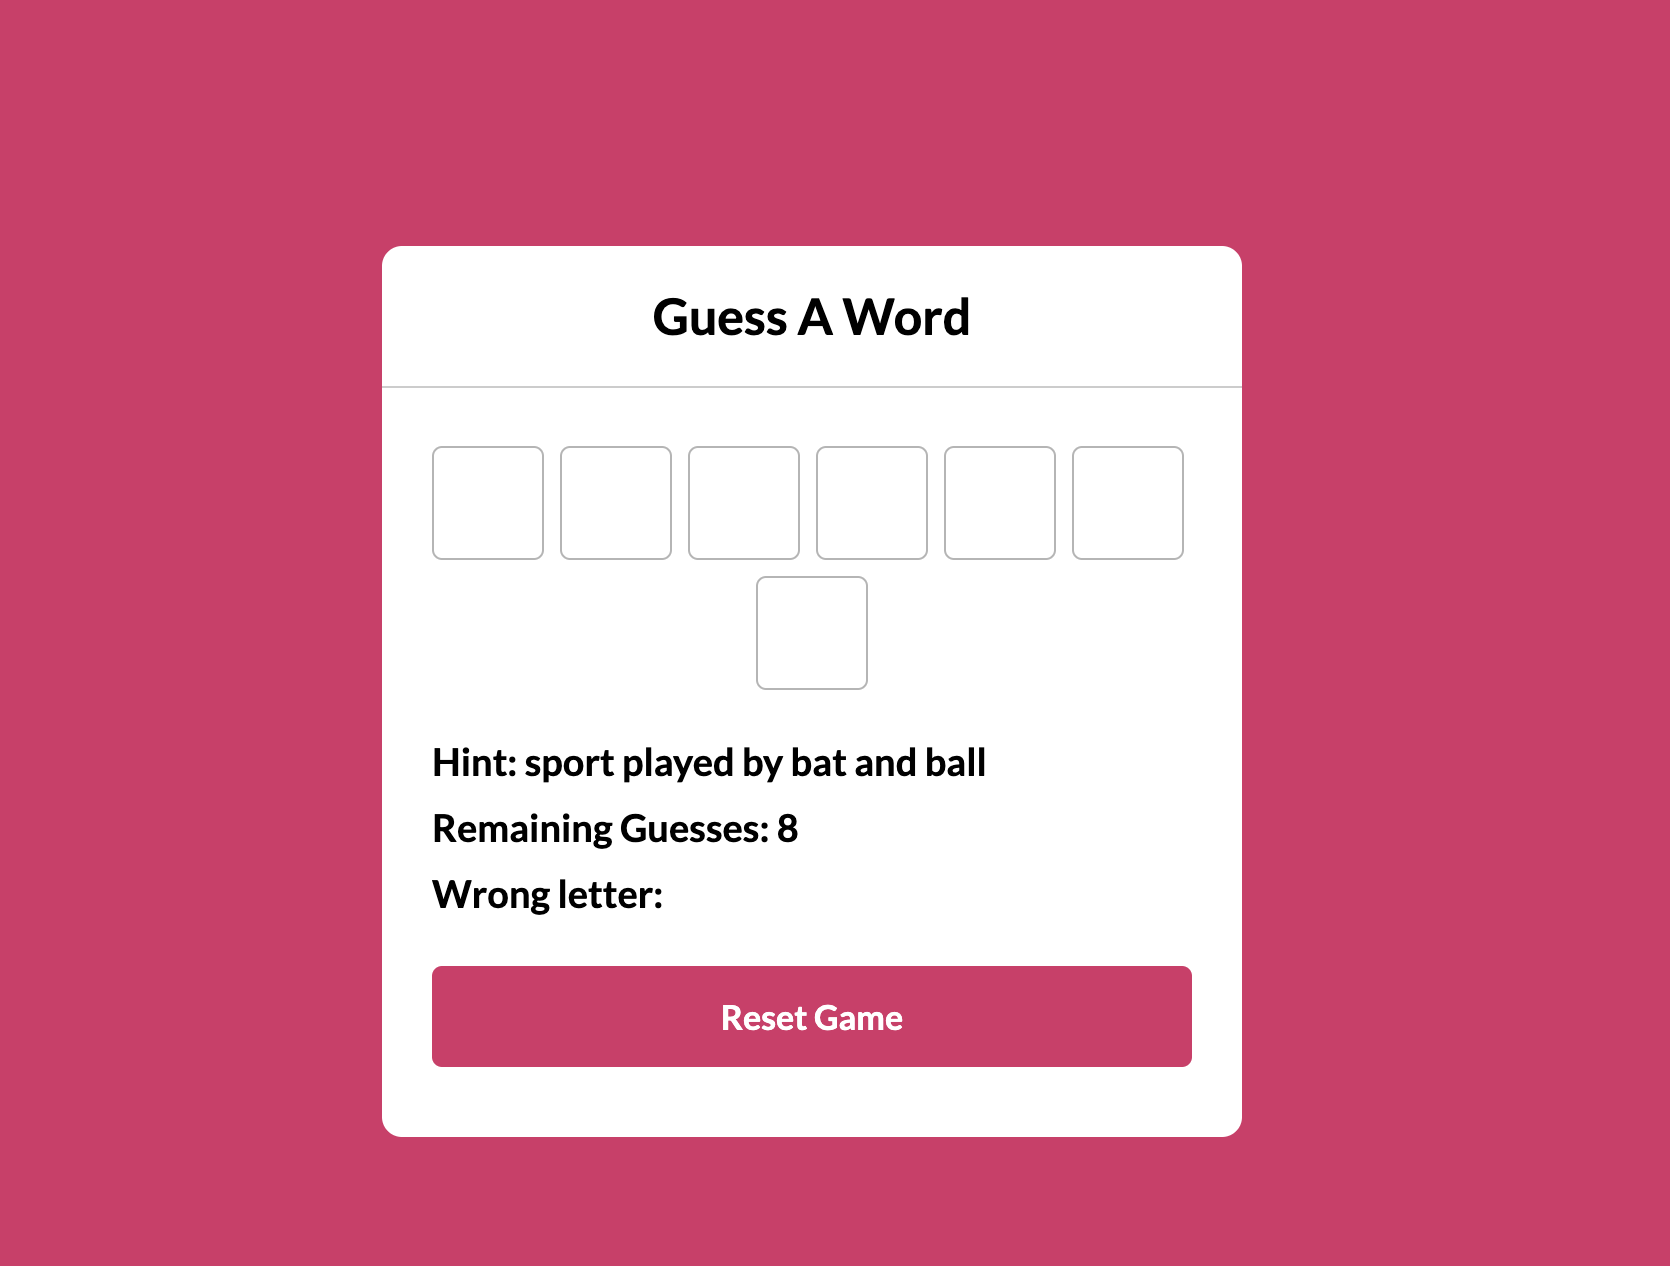 Guess A Word
Hint: sport played by bat and ball
Remaining Guesses: 8
Wrong letter:
Reset Game